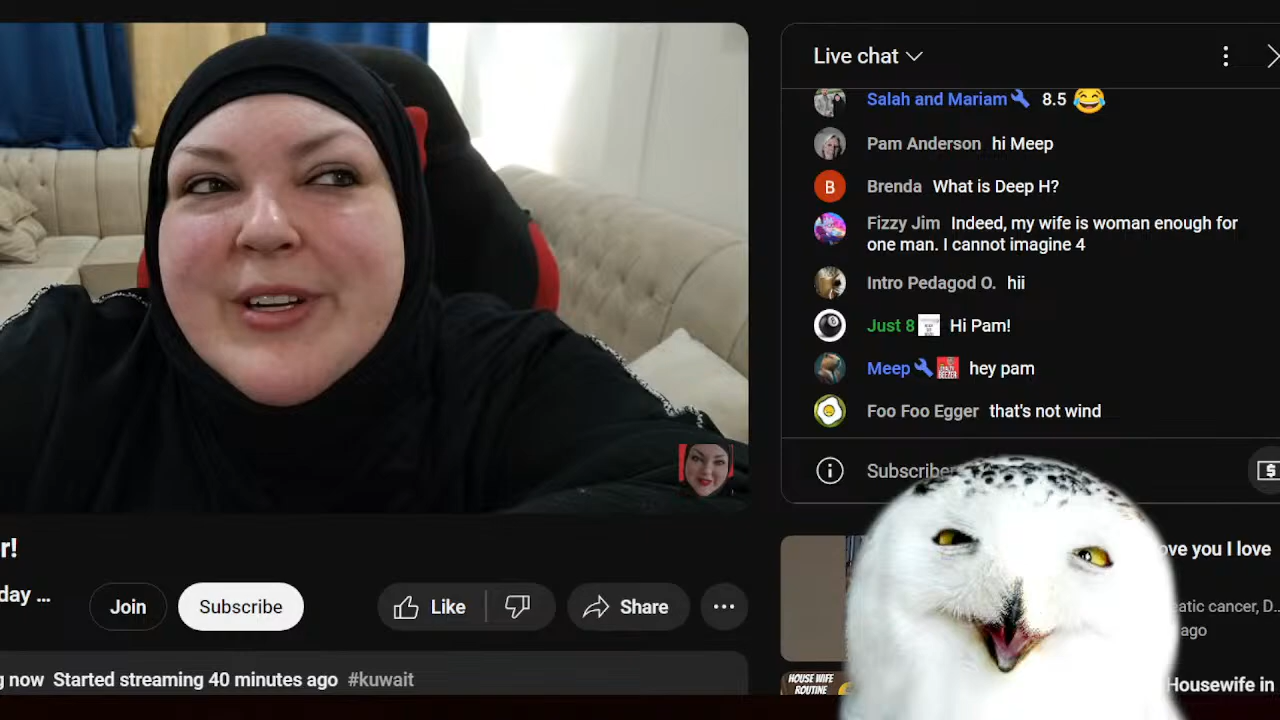 Live chat
Salah and Mariam 8.5
Pam Anderson hi Meep
B
Brenda What is Deep H?
Fizzy Jim Indeed, my wife is woman enough for
one man. I cannot imagine 4
Intro Pedagod O. hii
Just 8 Hi Pam!
Meep hey pam
Foo Foo Egger that's not wind
Subscriber
r!
day ...
Join
Subscribe
Like
Share
ove you I love
atic cancer, D...
ago
g now Started streaming 40 minutes ago #kuwait
HOUSE WIFE
ROUTINE
Housewife in